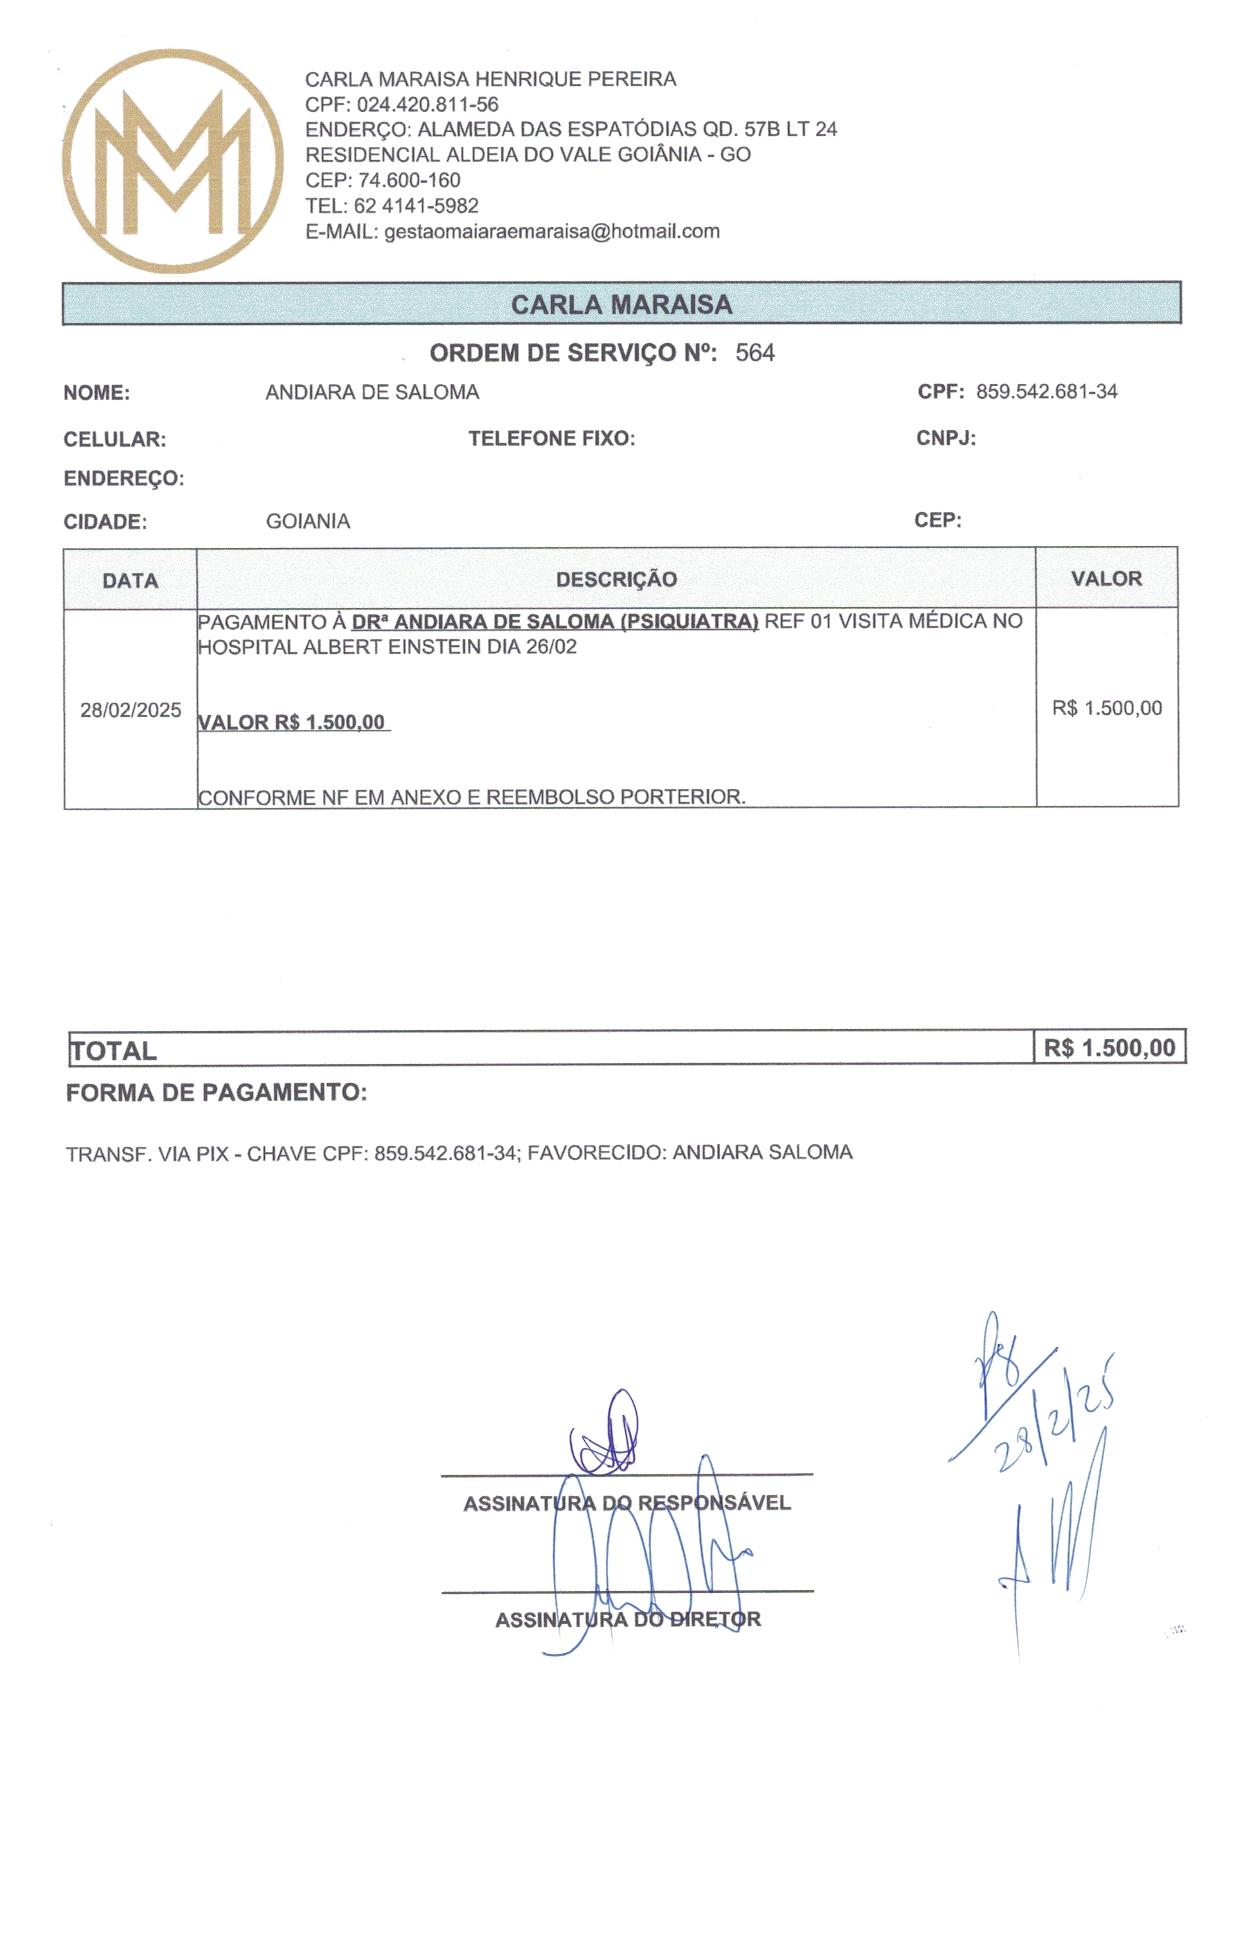 CARLA MARAISA HENRIQUE PEREIRA
CPF: 024.420.811-56
ENDERÇO: ALAMEDA DAS ESPATÓDIAS QD. 57B LT 24
RESIDENCIAL ALDEIA DO VALE GOIÂNIA - GO
CEP: 74.600-160
TEL: 62 4141-5982
E-MAIL: gestaomaiaraemaraisa@hotmail.com
CARLA MARAISA
ORDEM DE SERVIÇO Nº: 564
NOME: ANDIARA DE SALOMA CPF: 859.542.681-34
CELULAR: TELEFONE FIXO: CNPJ:
ENDEREÇO:
CIDADE: GOIANIA CEP:
DATA DESCRIÇÃO VALOR
PAGAMENTO À DRª ANDIARA DE SALOMA (PSIQUIATRA) REF 01 VISITA MÉDICA NO
HOSPITAL ALBERT EINSTEIN DIA 26/02
28/02/2025 VALOR R$ 1.500,00 R$ 1.500,00
CONFORME NF EM ANEXO E REEMBOLSO PORTERIOR.
TOTAL R$ 1.500,00
FORMA DE PAGAMENTO:
TRANSF. VIA PIX - CHAVE CPF: 859.542.681-34; FAVORECIDO: ANDIARA SALOMA
28/2/25
ASSINATURA DO RESPONSÁVEL
ASSINATURA DO DIRETOR